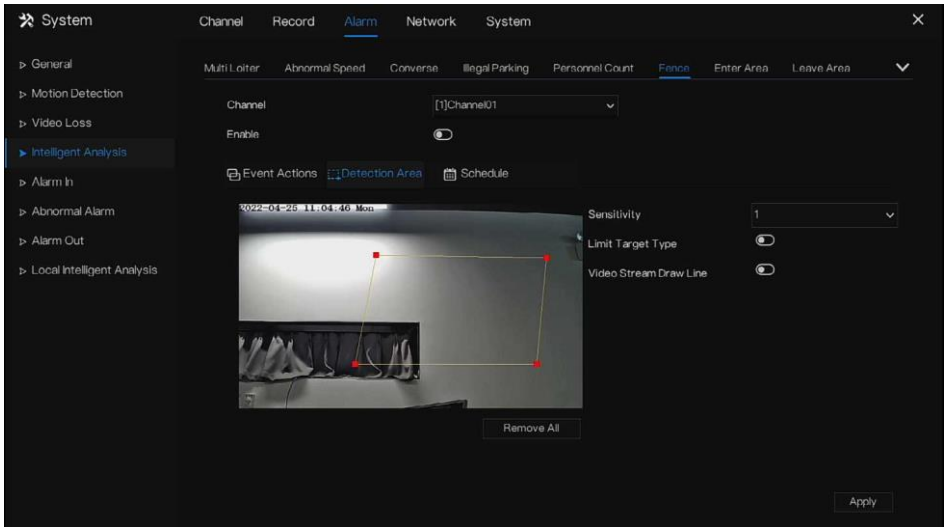 System
Channel Record Alarm Network System
General
Motion Detection
Video Loss
Intelligent Analysis
Alarm In
Abnormal Alarm
Alarm Out
Local Intelligent Analysis
Multi Loiter Abnormal Speed Converse Illegal Parking Personnel Count Fence Enter Area Leave Area
Channel [1]Channel01
Enable
Event Actions Detection Area Schedule
2022-04-25 11:04:46 Mon
Sensitivity 1
Limit Target Type
Video Stream Draw Line
Remove All
Apply